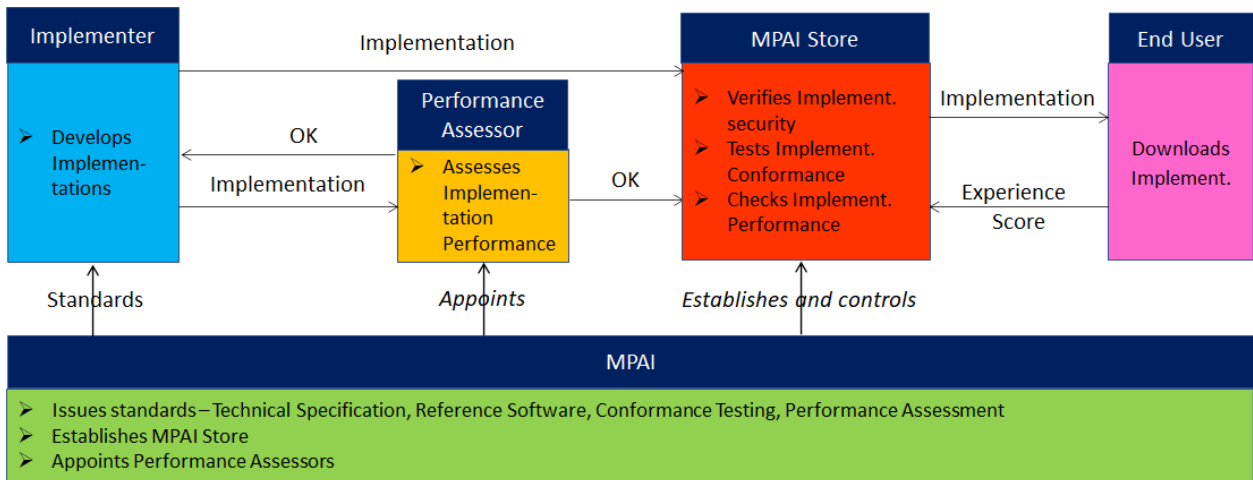 Implementer
➢ Develops
Implemen-
tations
Implementation
OK
Implementation
Performance
Assessor
➢ Assesses
Implemen-
tation
Performance
OK
MPAI Store
➢ Verifies Implement.
security
➢ Tests Implement.
Conformance
➢ Checks Implement.
Performance
Implementation
Experience
Score
End User
Downloads
Implement.
Standards
Appoints
Establishes and controls
MPAI
➢ Issues standards – Technical Specification, Reference Software, Conformance Testing, Performance Assessment
➢ Establishes MPAI Store
➢ Appoints Performance Assessors